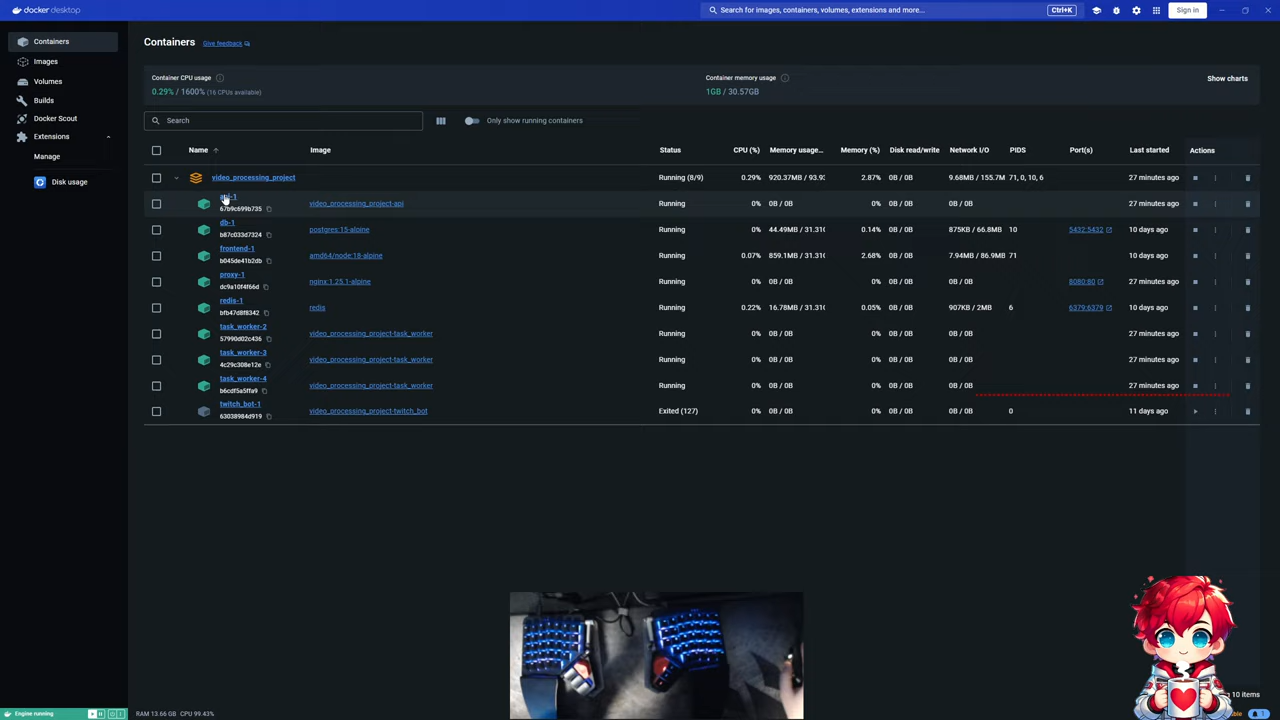 docker desktop
Search for images, containers, volumes, extensions and more...
Ctrl+K
Sign in
Containers
Images
Volumes
Builds
Docker Scout
Extensions
Manage
Disk usage
Containers Give feedback
Container CPU usage
0.29% / 1600% (16 CPUs available)
Container memory usage
1GB / 30.57GB
Show charts
Search
Only show running containers
Name Image Status CPU (%) Memory usage... Memory (%) Disk read/write Network I/O PIDS Port(s) Last started Actions
video_processing_project Running (8/9) 0.29% 920.37MB / 93.9 2.87% 0B / 0B 9.68MB / 155.7M 71, 0, 10, 6 27 minutes ago
67b9c699b735 video_processing_project-api Running 0% 0B / 0B 0% 0B / 0B 0B / 0B 27 minutes ago
db-1
b87c033d7324 postgres:15-alpine Running 0% 44.49MB / 31.31 0.14% 0B / 0B 875KB / 66.8MB 10 5432:5432 10 days ago
frontend-1
b045de41b2db amd64/node:18-alpine Running 0.07% 859.1MB / 31.31 2.68% 0B / 0B 7.94MB / 86.9MB 71 10 days ago
proxy-1
dc9a10f4f66d nginx:1.25.1-alpine Running 0% 0B / 0B 0% 0B / 0B 0B / 0B 8080:80 27 minutes ago
redis-1
bfb47d8f8342 redis Running 0.22% 16.78MB / 31.31 0.05% 0B / 0B 907KB / 2MB 6 6379:6379 10 days ago
task_worker-2
57990d02c436 video_processing_project-task_worker Running 0% 0B / 0B 0% 0B / 0B 0B / 0B 27 minutes ago
task_worker-3
4c29c308e12e video_processing_project-task_worker Running 0% 0B / 0B 0% 0B / 0B 0B / 0B 27 minutes ago
task_worker-4
b6cdf5a5ffa9 video_processing_project-task_worker Running 0% 0B / 0B 0% 0B / 0B 0B / 0B 27 minutes ago
twitch_bot-1
63038984d919 video_processing_project-twitch_bot Exited (127) 0% 0B / 0B 0% 0B / 0B 0B / 0B 0 11 days ago
10 items
Engine running
RAM 13.66 GB CPU 99.43%